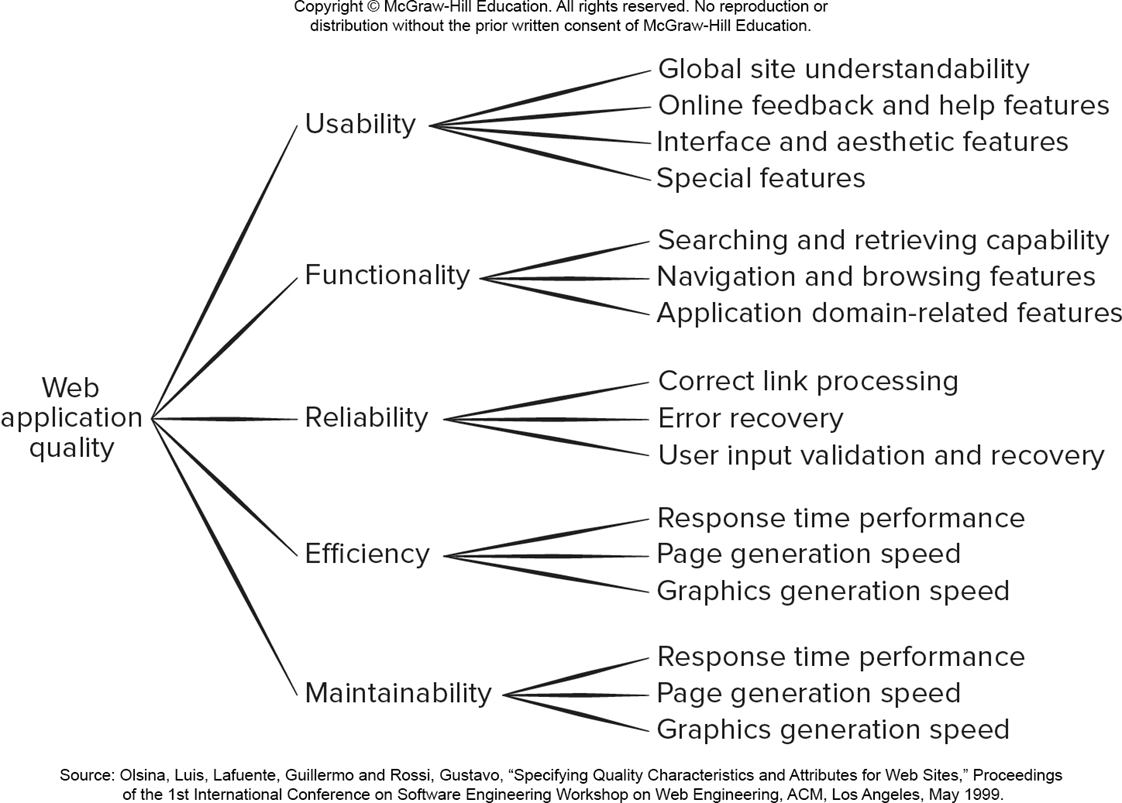 Copyright © McGraw-Hill Education. All rights reserved. No reproduction or
distribution without the prior written consent of McGraw-Hill Education.
Web
application
quality
Usability
Global site understandability
Online feedback and help features
Interface and aesthetic features
Special features
Functionality
Searching and retrieving capability
Navigation and browsing features
Application domain-related features
Reliability
Correct link processing
Error recovery
User input validation and recovery
Efficiency
Response time performance
Page generation speed
Graphics generation speed
Maintainability
Response time performance
Page generation speed
Graphics generation speed
Source: Olsina, Luis, Lafuente, Guillermo and Rossi, Gustavo, “Specifying Quality Characteristics and Attributes for Web Sites,” Proceedings
of the 1st International Conference on Software Engineering Workshop on Web Engineering, ACM, Los Angeles, May 1999.